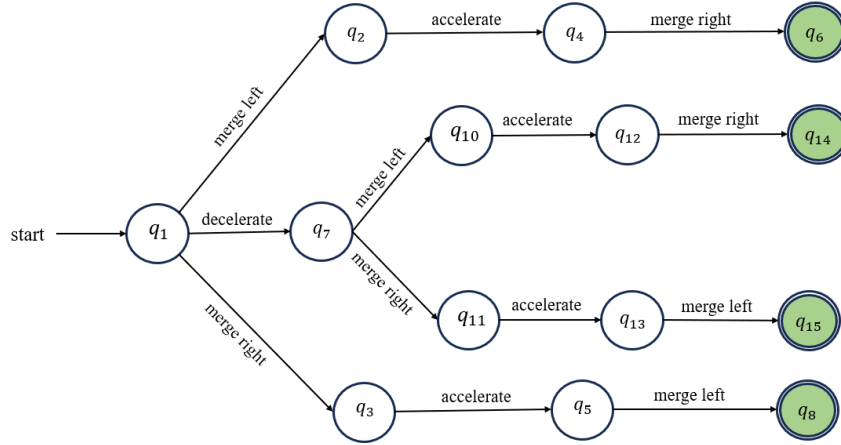 q2 accelerate q4 merge right q6
merge left
q10 accelerate q12 merge right q14
merge left
start q1 decelerate q7
merge right
merge right
q11 accelerate q13 merge left q15
q3 accelerate q5 merge left q8